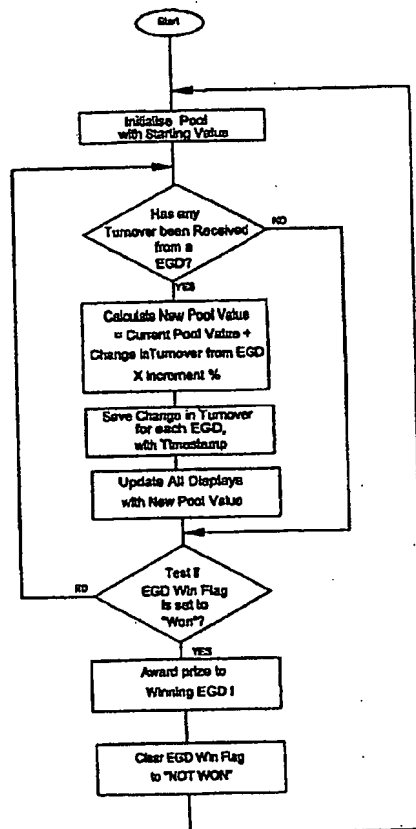 Start
Initialise Pool
with Starting Value
Has any
Turnover been Received
from a
EGD?
NO
YES
Calculate New Pool Value
= Current Pool Value +
Change inTurnover from EGD
X Increment %
Save Change in Turnover
for each EGD,
with Timestamp
Update All Displays
with New Pool Value
Test if
EGD Win Flag
is set to
"Won"?
NO
YES
Award prize to
Winning EGD !
Clear EGD Win Flag
to "NOT WON"